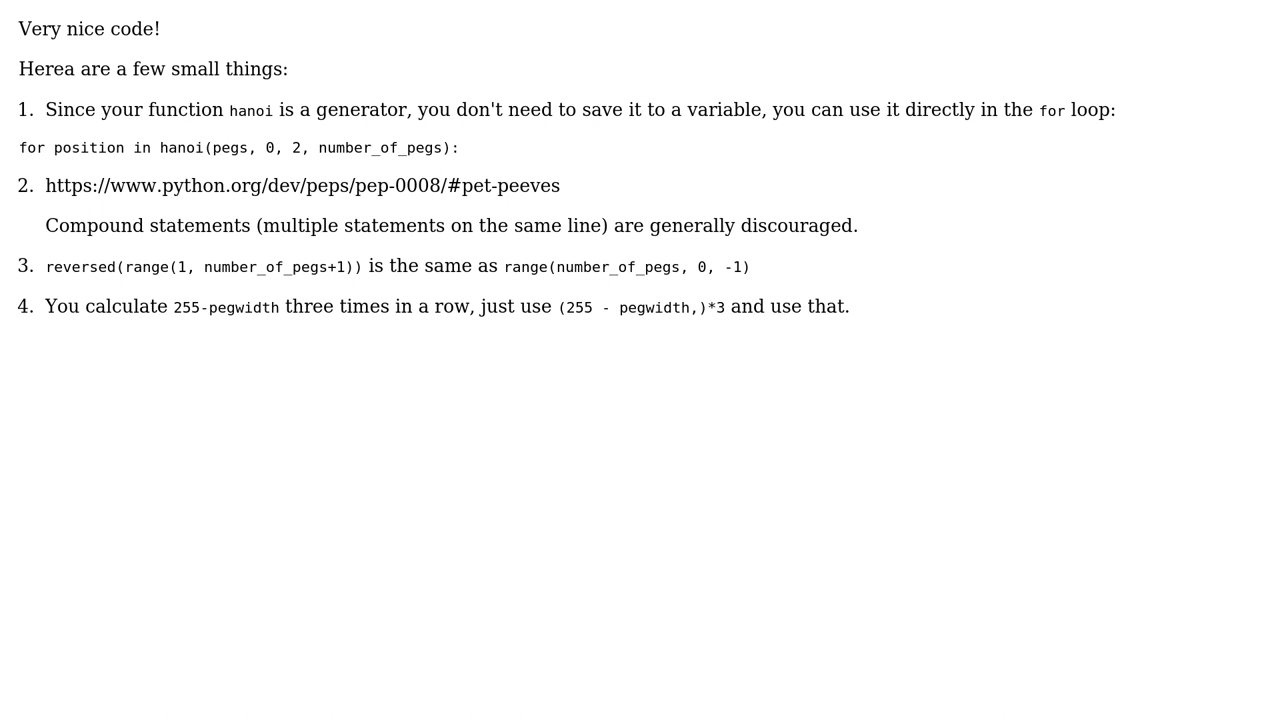 Very nice code!
Herea are a few small things:
1. Since your function hanoi is a generator, you don't need to save it to a variable, you can use it directly in the for loop:
for position in hanoi(pegs, 0, 2, number_of_pegs):
2. https://www.python.org/dev/peps/pep-0008/#pet-peeves
Compound statements (multiple statements on the same line) are generally discouraged.
3. reversed(range(1, number_of_pegs+1)) is the same as range(number_of_pegs, 0, -1)
4. You calculate 255-pegwidth three times in a row, just use (255 - pegwidth,)*3 and use that.